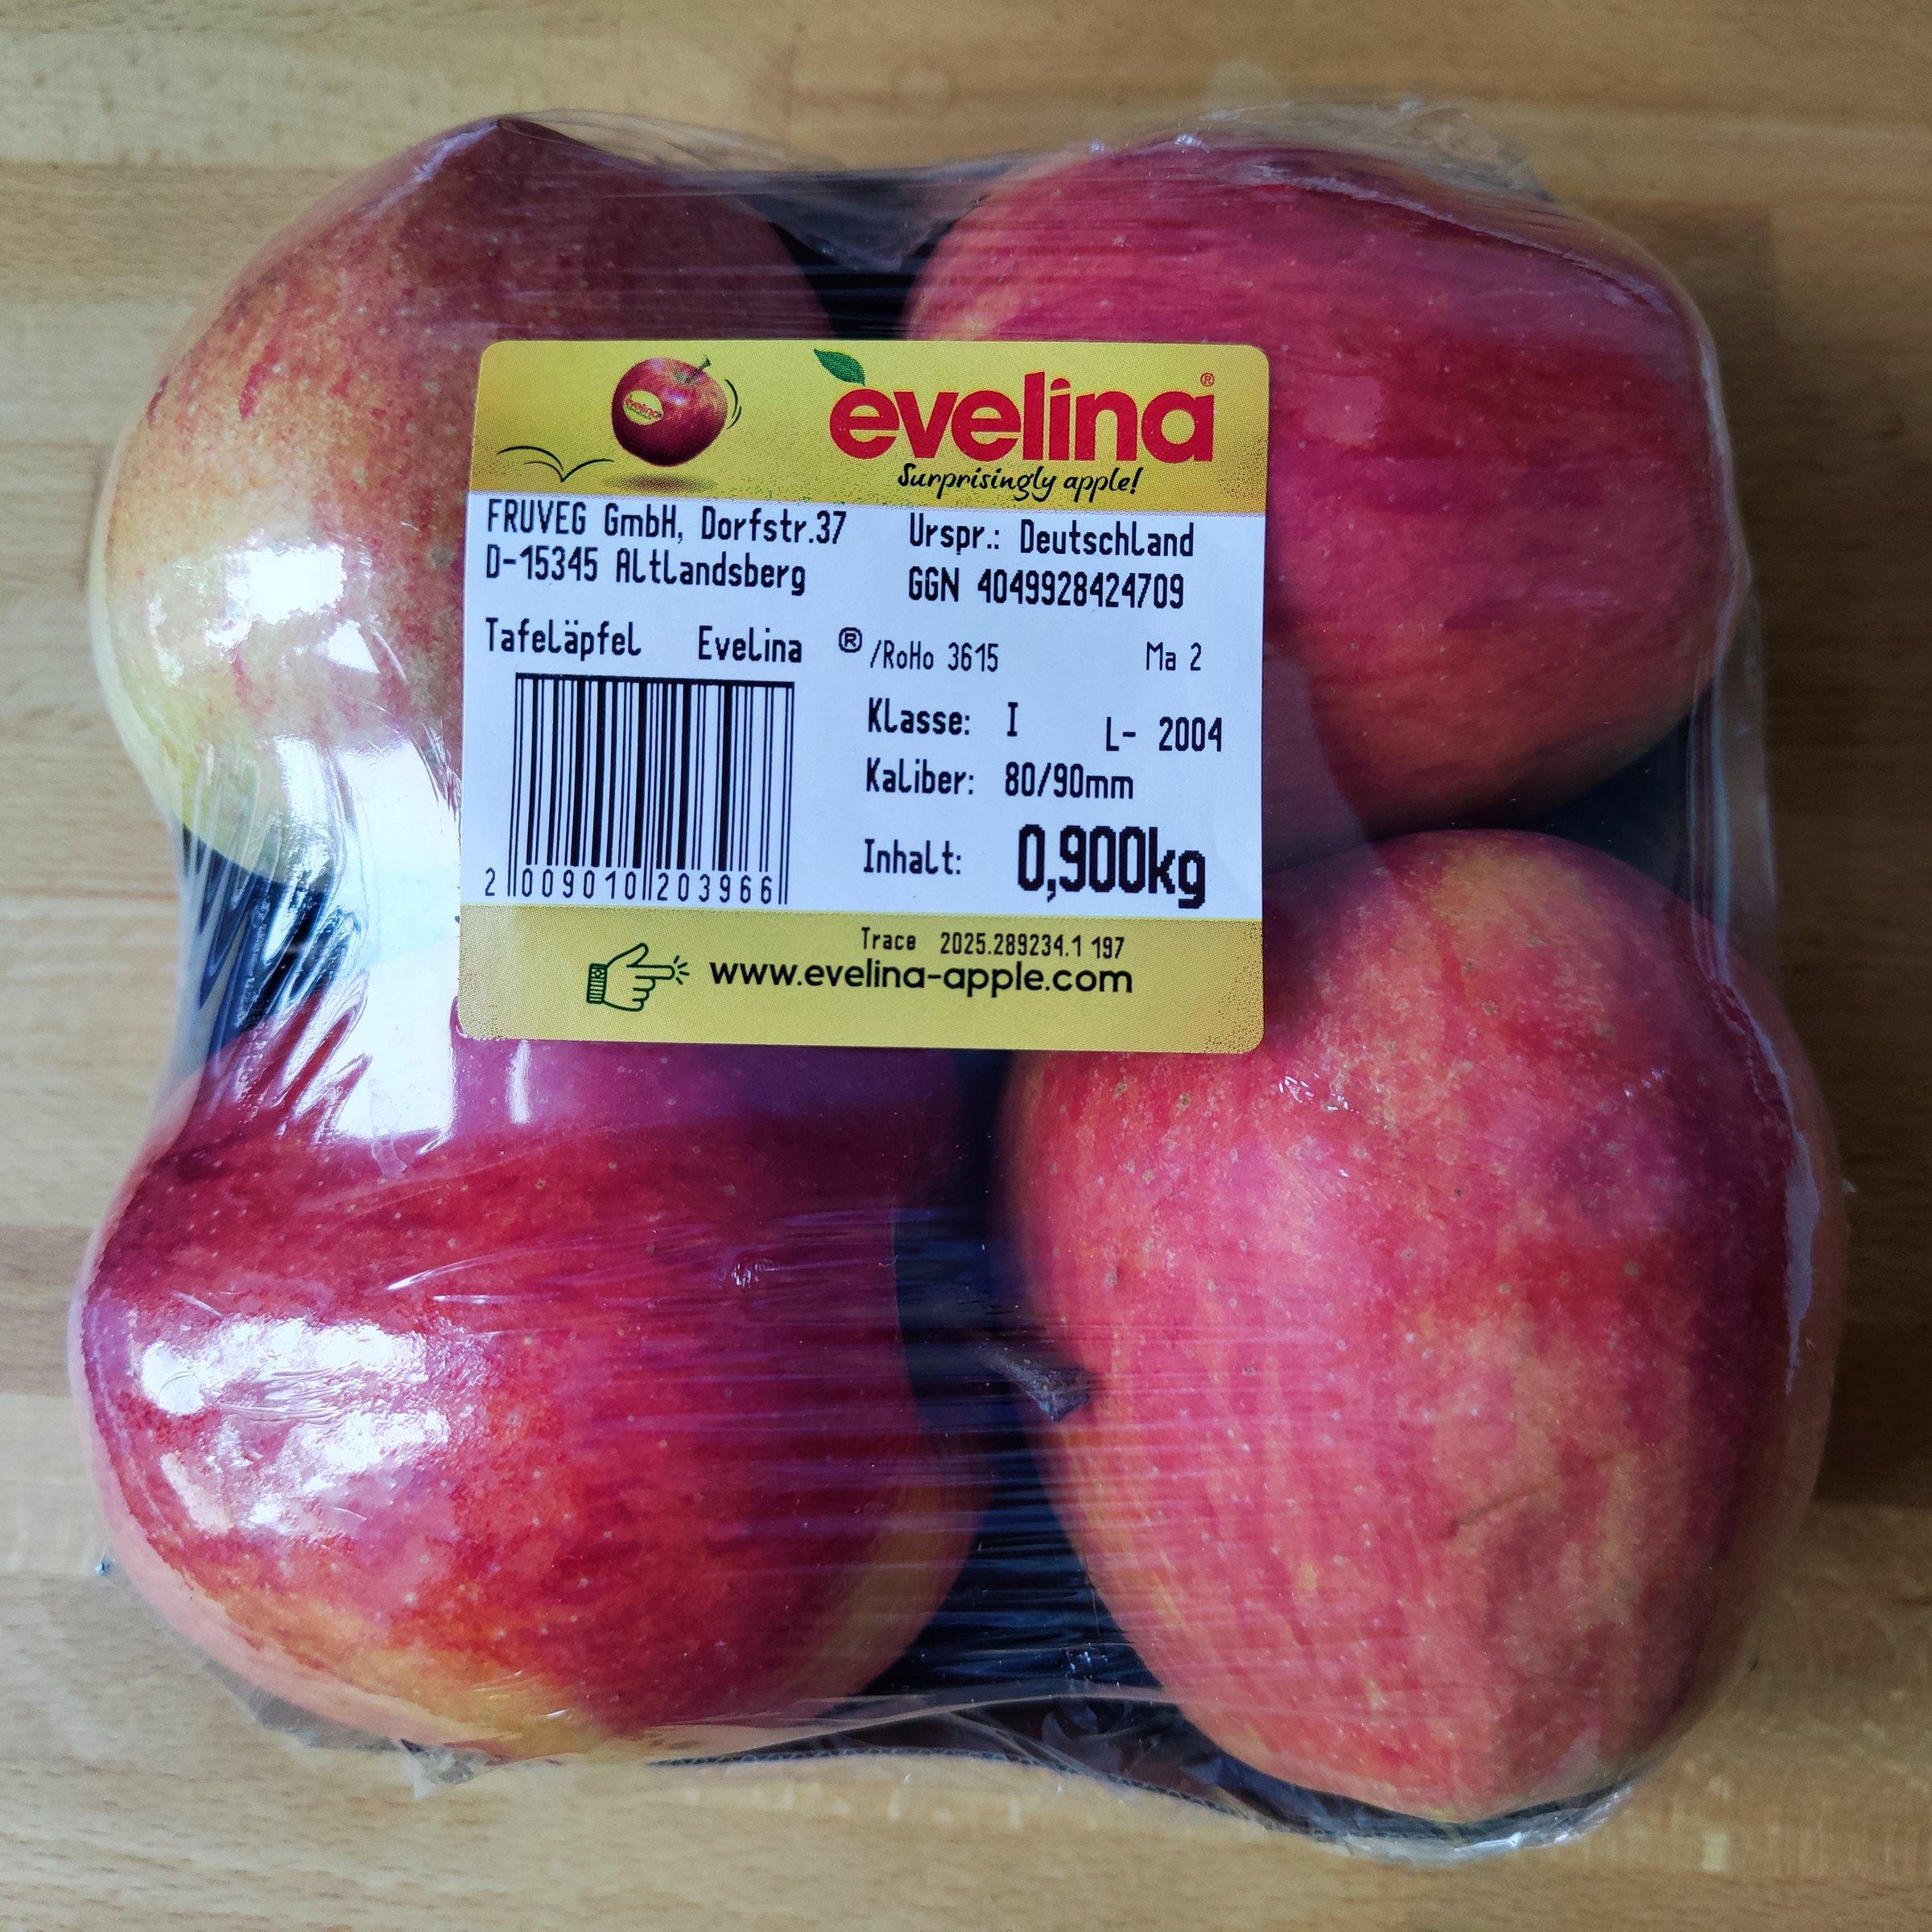 evelina®
Surprisingly apple!
FRUVEG GmbH, Dorfstr.37
D-15345 Altlandsberg
Urspr.: Deutschland
GGN 4049928424709
Tafeläpfel Evelina ® /RoHo 3615 Ma 2
Klasse: I L- 2004
Kaliber: 80/90mm
Inhalt: 0,900kg
2 009010 203966
Trace 2025.289234.1 197
www.evelina-apple.com